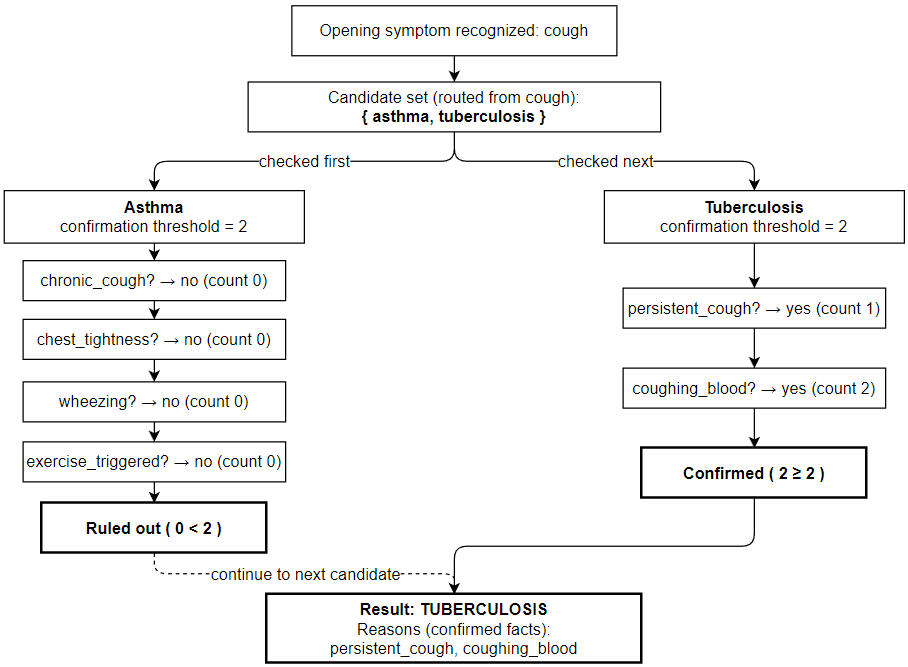 Opening symptom recognized: cough
Candidate set (routed from cough):
{ asthma, tuberculosis }
checked first
checked next
Asthma
confirmation threshold = 2
chronic_cough? → no (count 0)
chest_tightness? → no (count 0)
wheezing? → no (count 0)
exercise_triggered? → no (count 0)
Ruled out ( 0 < 2 )
continue to next candidate
Tuberculosis
confirmation threshold = 2
persistent_cough? → yes (count 1)
coughing_blood? → yes (count 2)
Confirmed ( 2 ≥ 2 )
Result: TUBERCULOSIS
Reasons (confirmed facts):
persistent_cough, coughing_blood